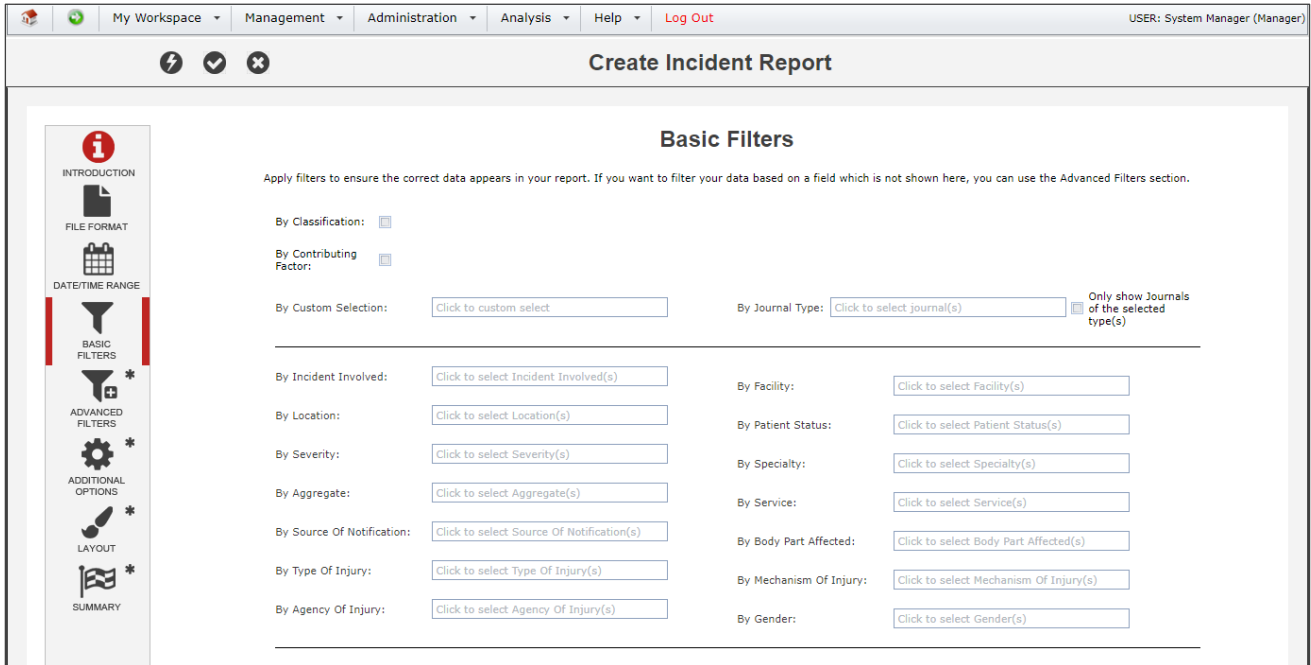 My Workspace Management Administration Analysis Help Log Out USER: System Manager (Manager)
Create Incident Report
INTRODUCTION
FILE FORMAT
DATE/TIME RANGE
BASIC
FILTERS
*
ADVANCED
FILTERS
*
ADDITIONAL
OPTIONS
*
LAYOUT
*
SUMMARY
Basic Filters
Apply filters to ensure the correct data appears in your report. If you want to filter your data based on a field which is not shown here, you can use the Advanced Filters section.
By Classification:
By Contributing
Factor:
By Custom Selection: Click to custom select
By Journal Type: Click to select journal(s)
Only show Journals
of the selected
type(s)
By Incident Involved: Click to select Incident Involved(s)
By Location: Click to select Location(s)
By Severity: Click to select Severity(s)
By Aggregate: Click to select Aggregate(s)
By Source Of Notification: Click to select Source Of Notification(s)
By Type Of Injury: Click to select Type Of Injury(s)
By Agency Of Injury: Click to select Agency Of Injury(s)
By Facility: Click to select Facility(s)
By Patient Status: Click to select Patient Status(s)
By Specialty: Click to select Specialty(s)
By Service: Click to select Service(s)
By Body Part Affected: Click to select Body Part Affected(s)
By Mechanism Of Injury: Click to select Mechanism Of Injury(s)
By Gender: Click to select Gender(s)